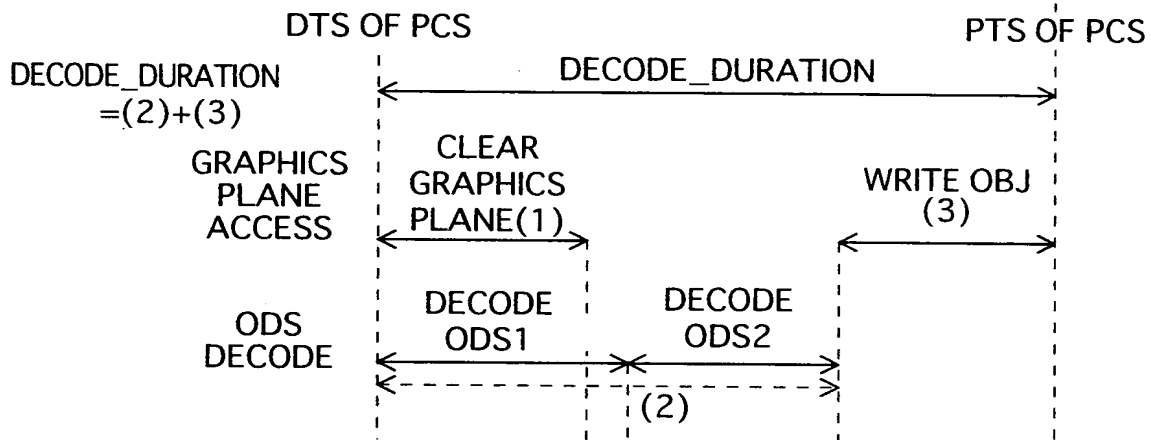 DTS OF PCS
PTS OF PCS
DECODE_DURATION
=(2)+(3)
DECODE_DURATION
GRAPHICS
PLANE
ACCESS
CLEAR
GRAPHICS
PLANE(1)
WRITE OBJ
(3)
ODS
DECODE
DECODE
ODS1
DECODE
ODS2
(2)